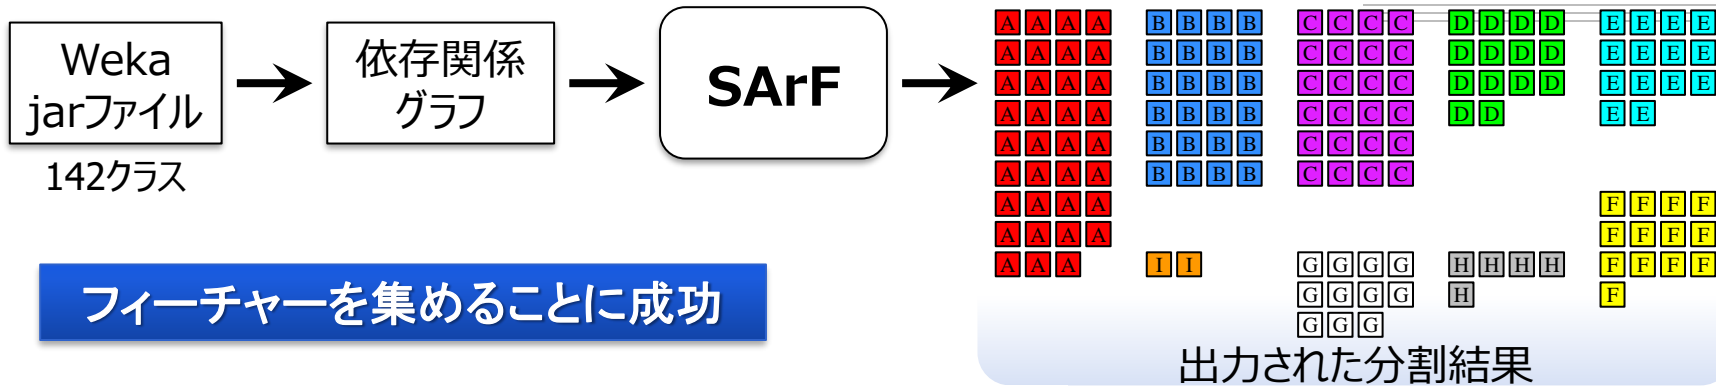 Weka
jarファイル
142クラス
依存関係
グラフ
SArF
A A A A B B B B C C C C D D D D E E E E
A A A A B B B B C C C C D D D D E E E E
A A A A B B B B C C C C D D D D E E E E
A A A A B B B B C C C C D D E E
A A A A B B B B C C C C
A A A A B B B B C C C C
A A A A F F F F
A A A A F F F F
A A A I I G G G G H H H H F F F F
G G G G H F
G G G
出力された分割結果
フィーチャーを集めることに成功